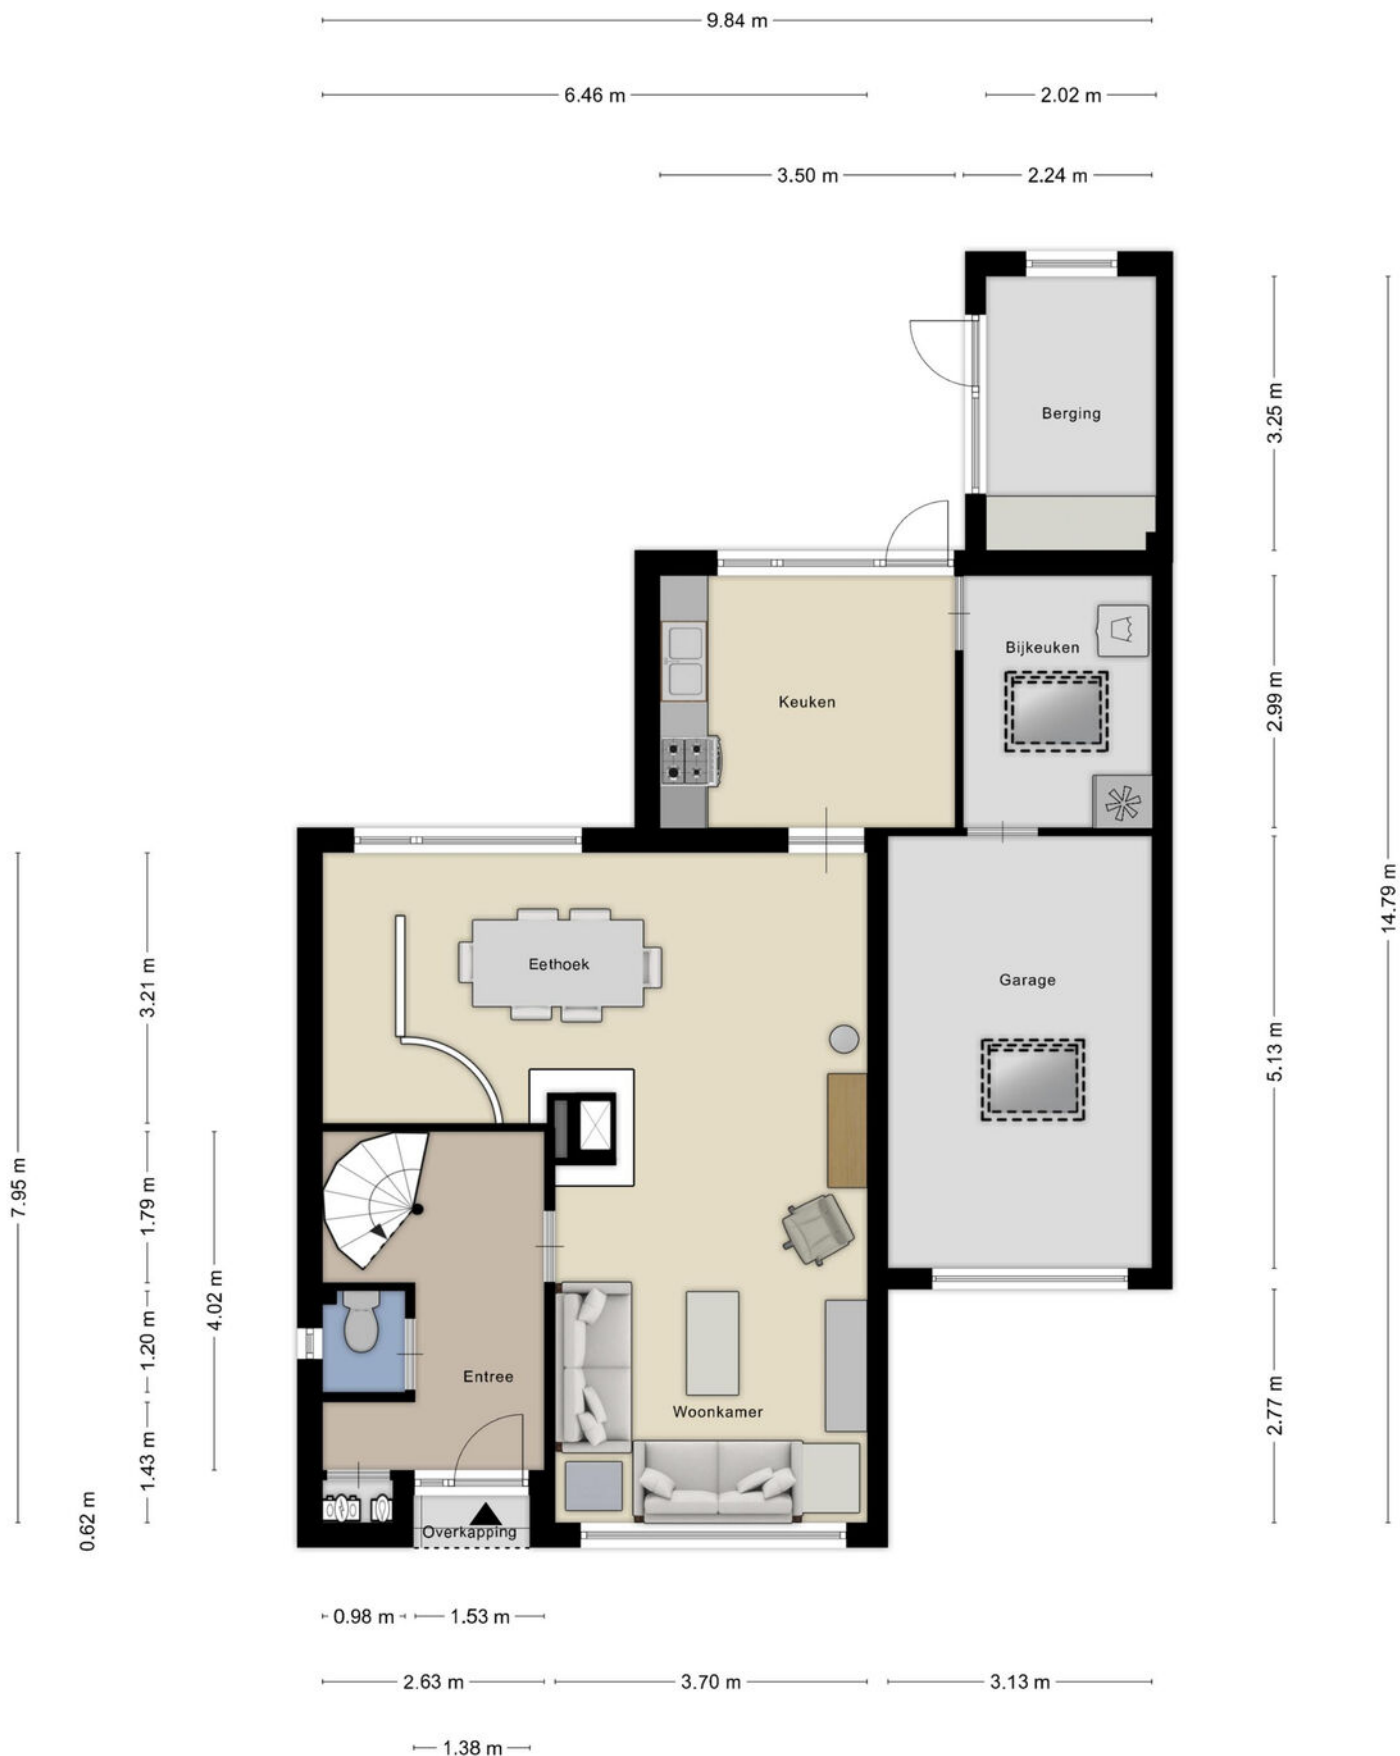 9.84 m
6.46 m
2.02 m
3.50 m
2.24 m
Berging
3.25 m
14.79 m
Bijkeuken
Keuken
2.99 m
Eethoek
Garage
3.21 m
5.13 m
7.95 m
1.79 m
4.02 m
1.20 m
Entree
Woonkamer
2.77 m
1.43 m
0.62 m
Overkapping
0.98 m
1.53 m
2.63 m
3.70 m
3.13 m
1.38 m